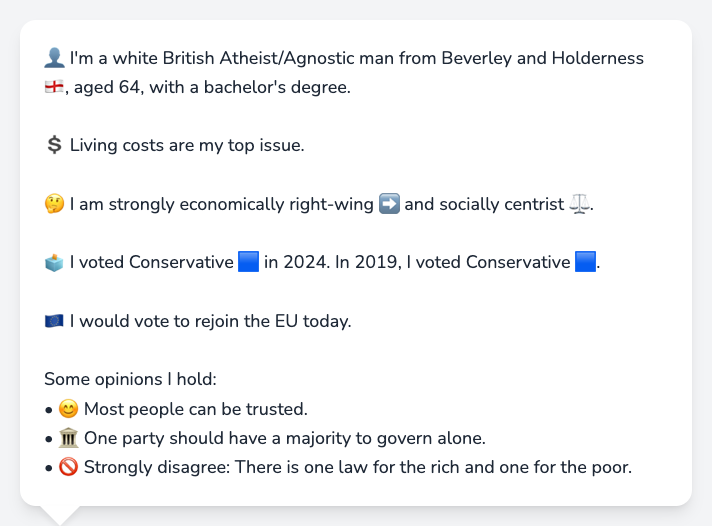 👤 I'm a white British Atheist/Agnostic man from Beverley and Holderness
🏴󠁧󠁢󠁥󠁮󠁧󠁿, aged 64, with a bachelor's degree.
💲 Living costs are my top issue.
🤔 I am strongly economically right-wing ➡️ and socially centrist ⚖️.
🗳️ I voted Conservative 🟦 in 2024. In 2019, I voted Conservative 🟦.
🇪🇺 I would vote to rejoin the EU today.
Some opinions I hold:
• 😊 Most people can be trusted.
• 🏛️ One party should have a majority to govern alone.
• 🚫 Strongly disagree: There is one law for the rich and one for the poor.